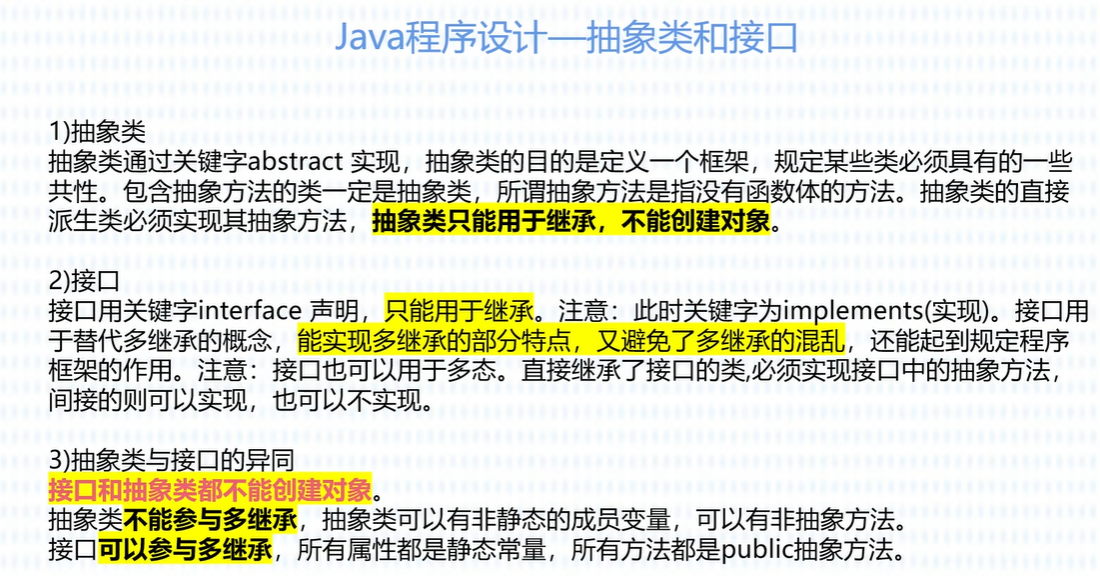 Java程序设计—抽象类和接口
1)抽象类
抽象类通过关键字abstract 实现，抽象类的目的是定义一个框架，规定某些类必须具有的一些
共性。包含抽象方法的类一定是抽象类，所谓抽象方法是指没有函数体的方法。抽象类的直接
派生类必须实现其抽象方法，抽象类只能用于继承，不能创建对象。
2)接口
接口用关键字interface 声明，只能用于继承。注意：此时关键字为implements(实现)。接口用
于替代多继承的概念，能实现多继承的部分特点，又避免了多继承的混乱，还能起到规定程序
框架的作用。注意：接口也可以用于多态。直接继承了接口的类,必须实现接口中的抽象方法，
间接的则可以实现，也可以不实现。
3)抽象类与接口的异同
接口和抽象类都不能创建对象。
抽象类不能参与多继承，抽象类可以有非静态的成员变量，可以有非抽象方法。
接口可以参与多继承，所有属性都是静态常量，所有方法都是public抽象方法。